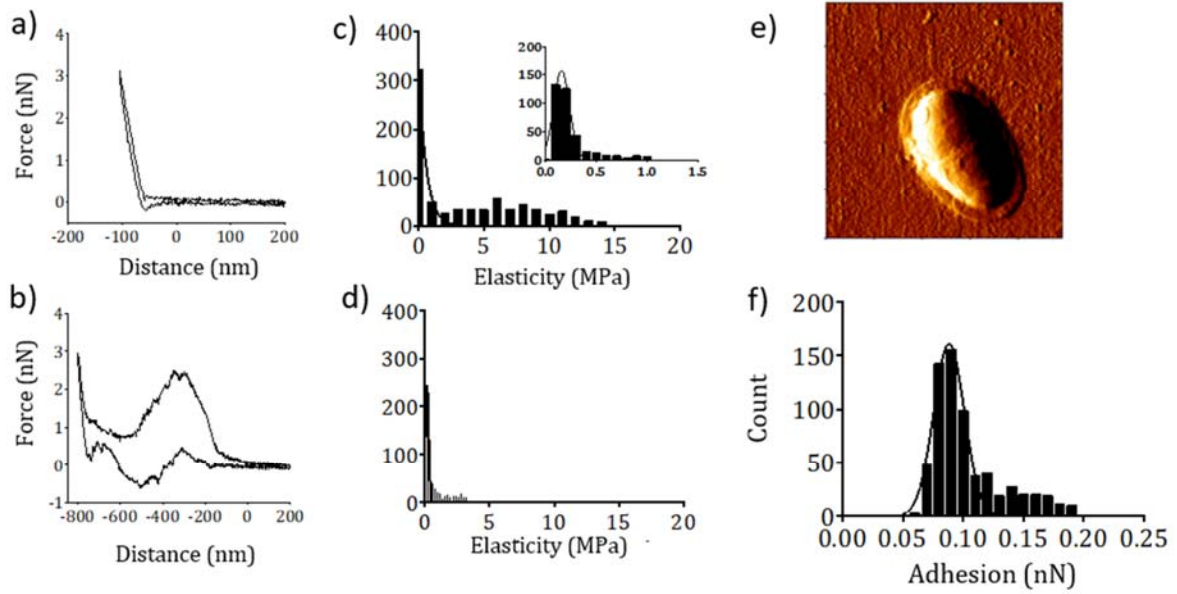 a)
4
3
2
1
0
Force (nN)
-200 -100 0 100 200
Distance (nm)
b)
4
3
2
1
0
-1
Force (nN)
-800 -600 -400 -200 0 200
Distance (nm)
c)
400
300
200
100
0
0 5 10 15 20
Elasticity (MPa)
200
150
100
50
0
0.0 0.5 1.0 1.5
d)
400
300
200
100
0
0 5 10 15 20
Elasticity (MPa)
e)
f)
200
150
100
50
0
Count
0.00 0.05 0.10 0.15 0.20 0.25
Adhesion (nN)